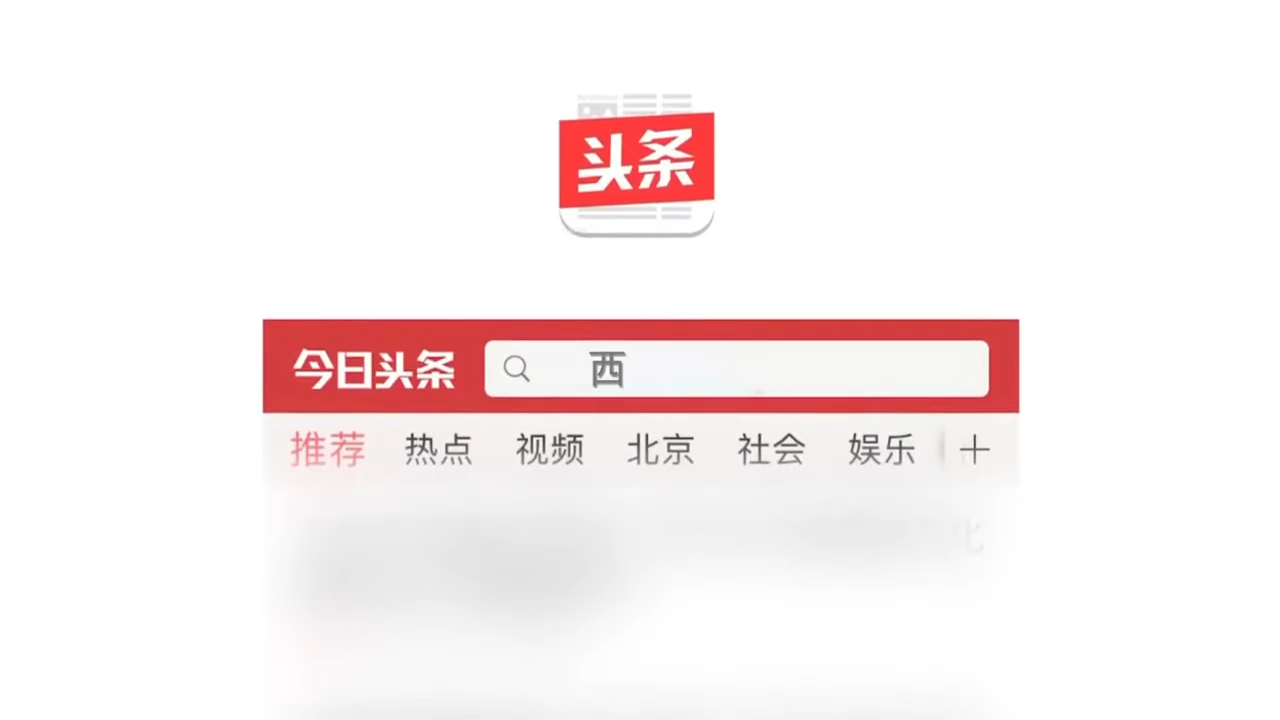 头条
今日头条 西
推荐 热点 视频 北京 社会 娱乐 +